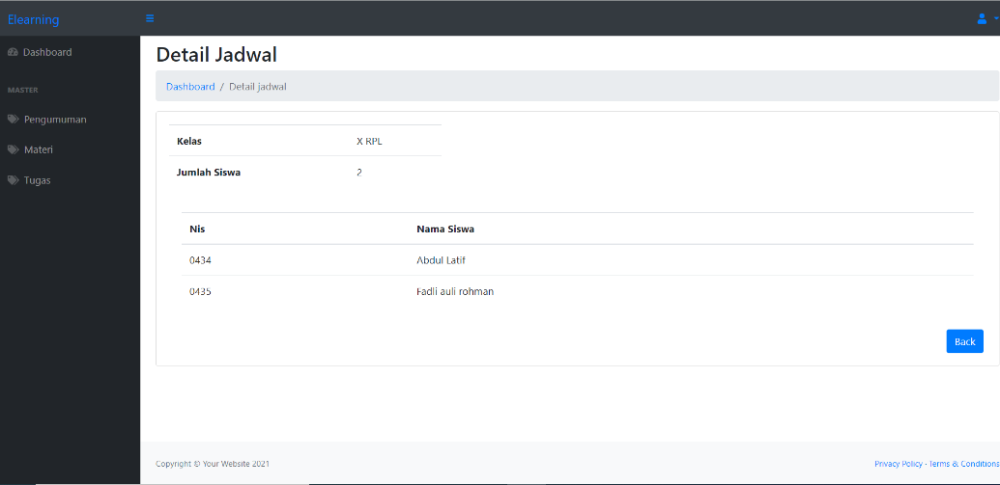 Elearning
Dashboard
MASTER
Pengumuman
Materi
Tugas
Detail Jadwal
Dashboard / Detail jadwal
Kelas X RPL
Jumlah Siswa 2
Nis Nama Siswa
0434 Abdul Latif
0435 Fadli auli rohman
Back
Copyright © Your Website 2021
Privacy Policy · Terms & Conditions